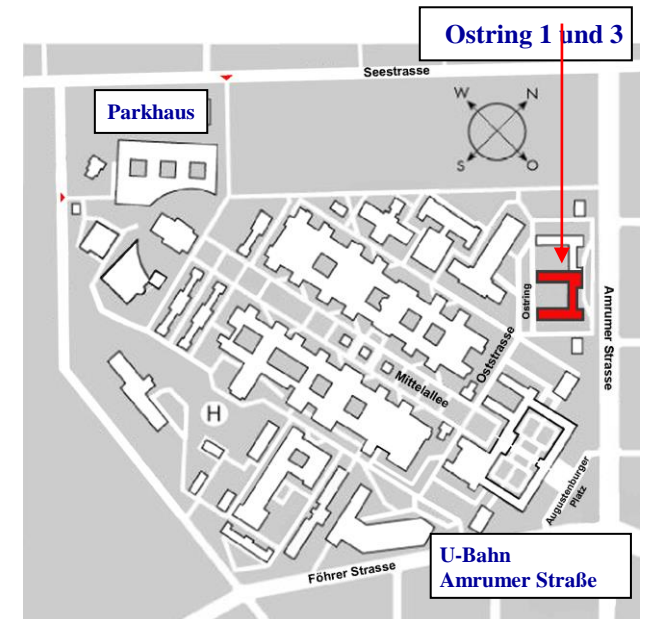 Ostring 1 und 3
Seestrasse
Parkhaus
W
N
S
O
Ostring
Amrumer Strasse
Oststrasse
Mittelallee
H
Augustenburger
Platz
U-Bahn
Amrumer Straße
Föhrer Strasse